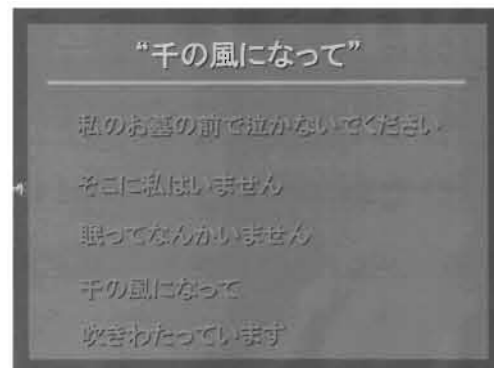 “千の風になって”
私のお墓の前で泣かないでください
そこに私はいません
眠ってなんかいません
千の風になって
吹きわたっています